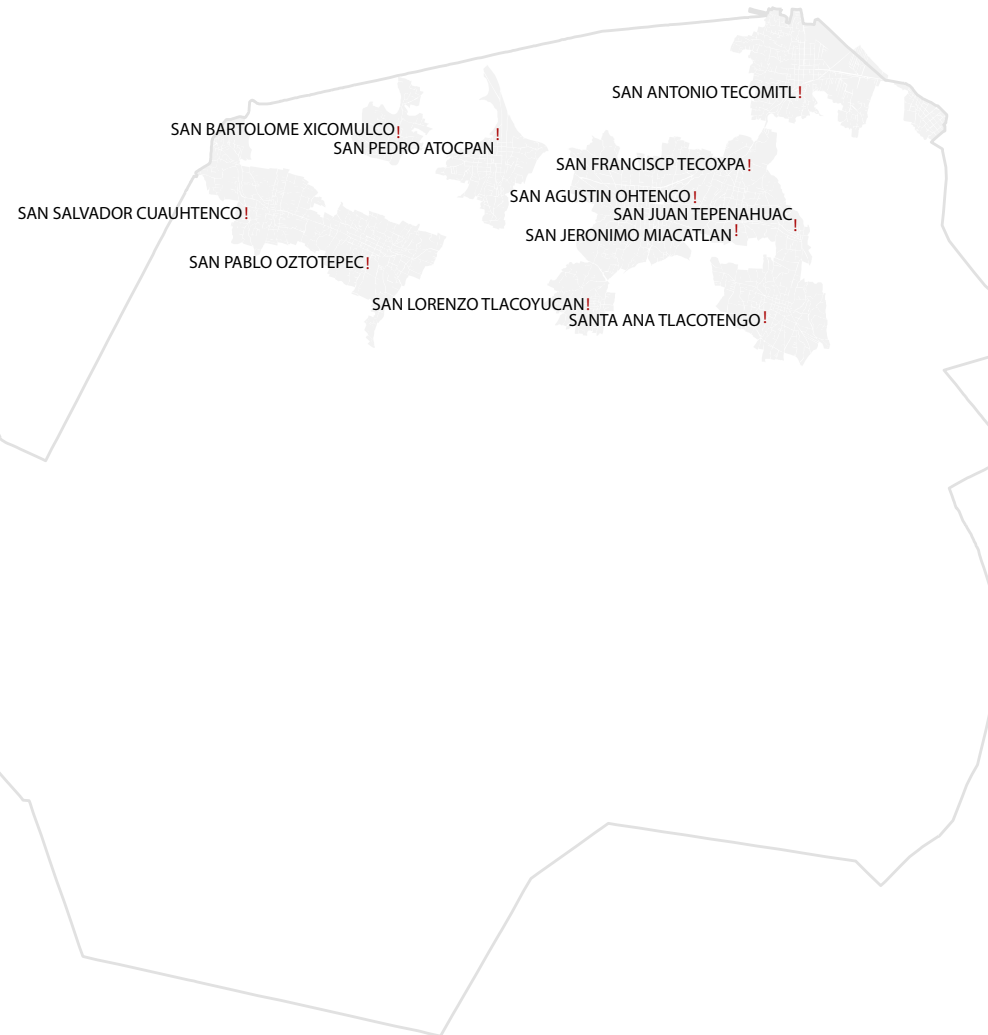 SAN ANTONIO TECOMITL!
SAN BARTOLOME XICOMULCO!
SAN PEDRO ATOCPAN!
SAN FRANCISCP TECOXPA!
SAN AGUSTIN OHTENCO!
SAN SALVADOR CUAUHTENCO!
SAN JUAN TEPENAHUAC!
SAN JERONIMO MIACATLAN!
SAN PABLO OZTOTEPEC!
SAN LORENZO TLACOYUCAN!
SANTA ANA TLACOTENGO!